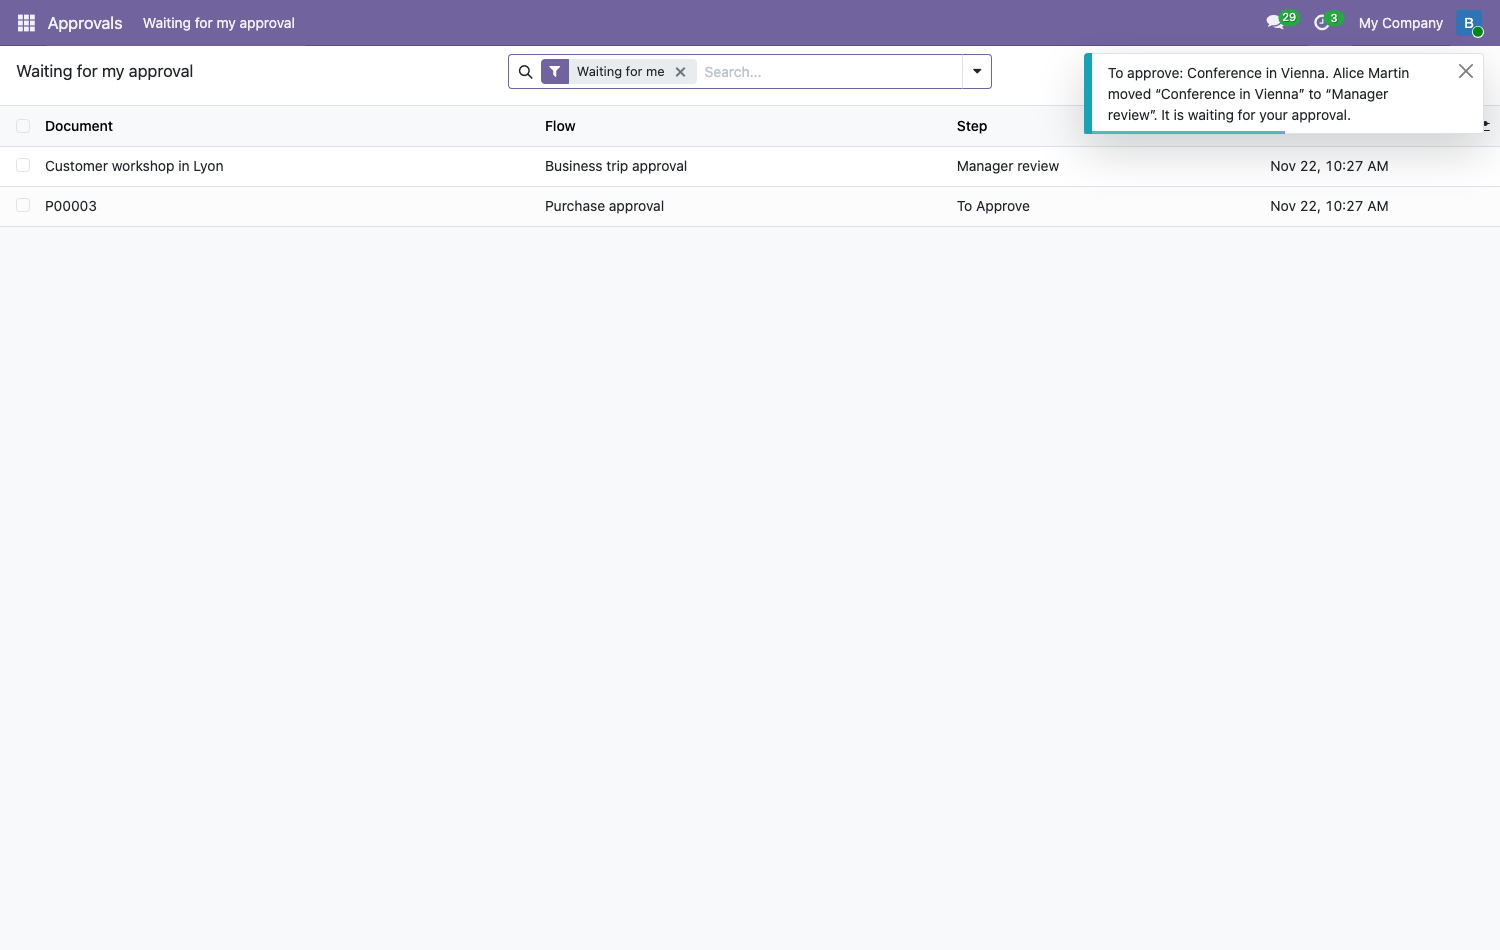 Approvals Waiting for my approval 29 3 My Company B
Waiting for my approval
Waiting for me Search...
To approve: Conference in Vienna. Alice Martin
moved “Conference in Vienna” to “Manager
review”. It is waiting for your approval.
Document Flow Step
Customer workshop in Lyon Business trip approval Manager review Nov 22, 10:27 AM
P00003 Purchase approval To Approve Nov 22, 10:27 AM